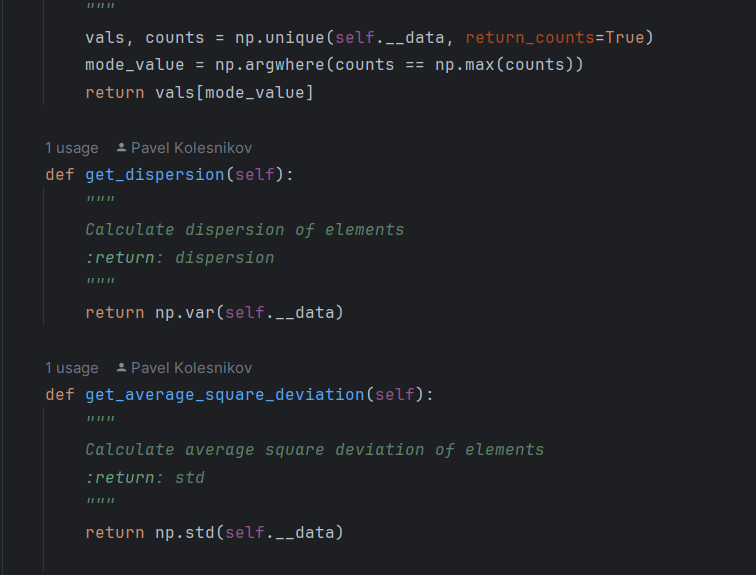 """
vals, counts = np.unique(self.__data, return_counts=True)
mode_value = np.argwhere(counts == np.max(counts))
return vals[mode_value]
1 usage Pavel Kolesnikov
def get_dispersion(self):
"""
Calculate dispersion of elements
:return: dispersion
"""
return np.var(self.__data)
1 usage Pavel Kolesnikov
def get_average_square_deviation(self):
"""
Calculate average square deviation of elements
:return: std
"""
return np.std(self.__data)